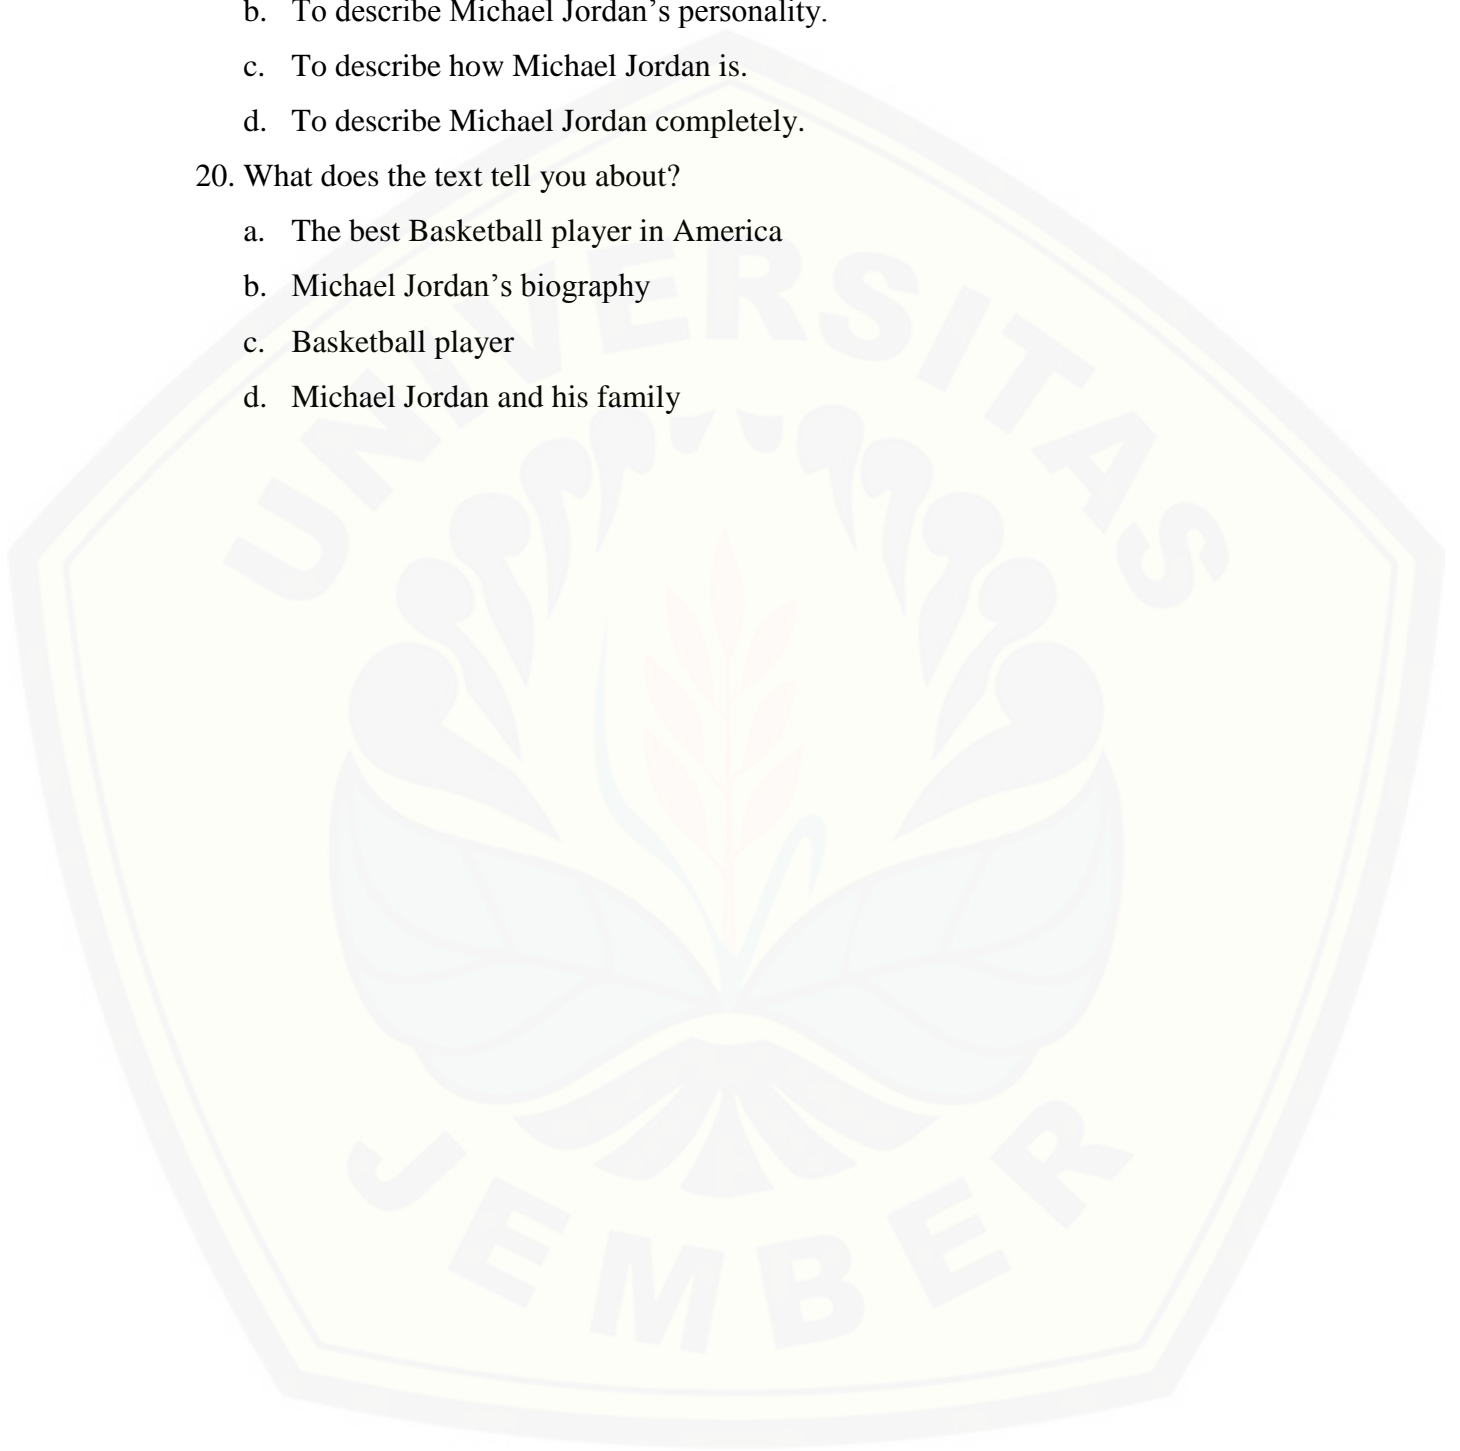 b. To describe Michael Jordan’s personality.
c. To describe how Michael Jordan is.
d. To describe Michael Jordan completely.
20. What does the text tell you about?
a. The best Basketball player in America
b. Michael Jordan’s biography
c. Basketball player
d. Michael Jordan and his family
UNIVERSITAS
JEMBER